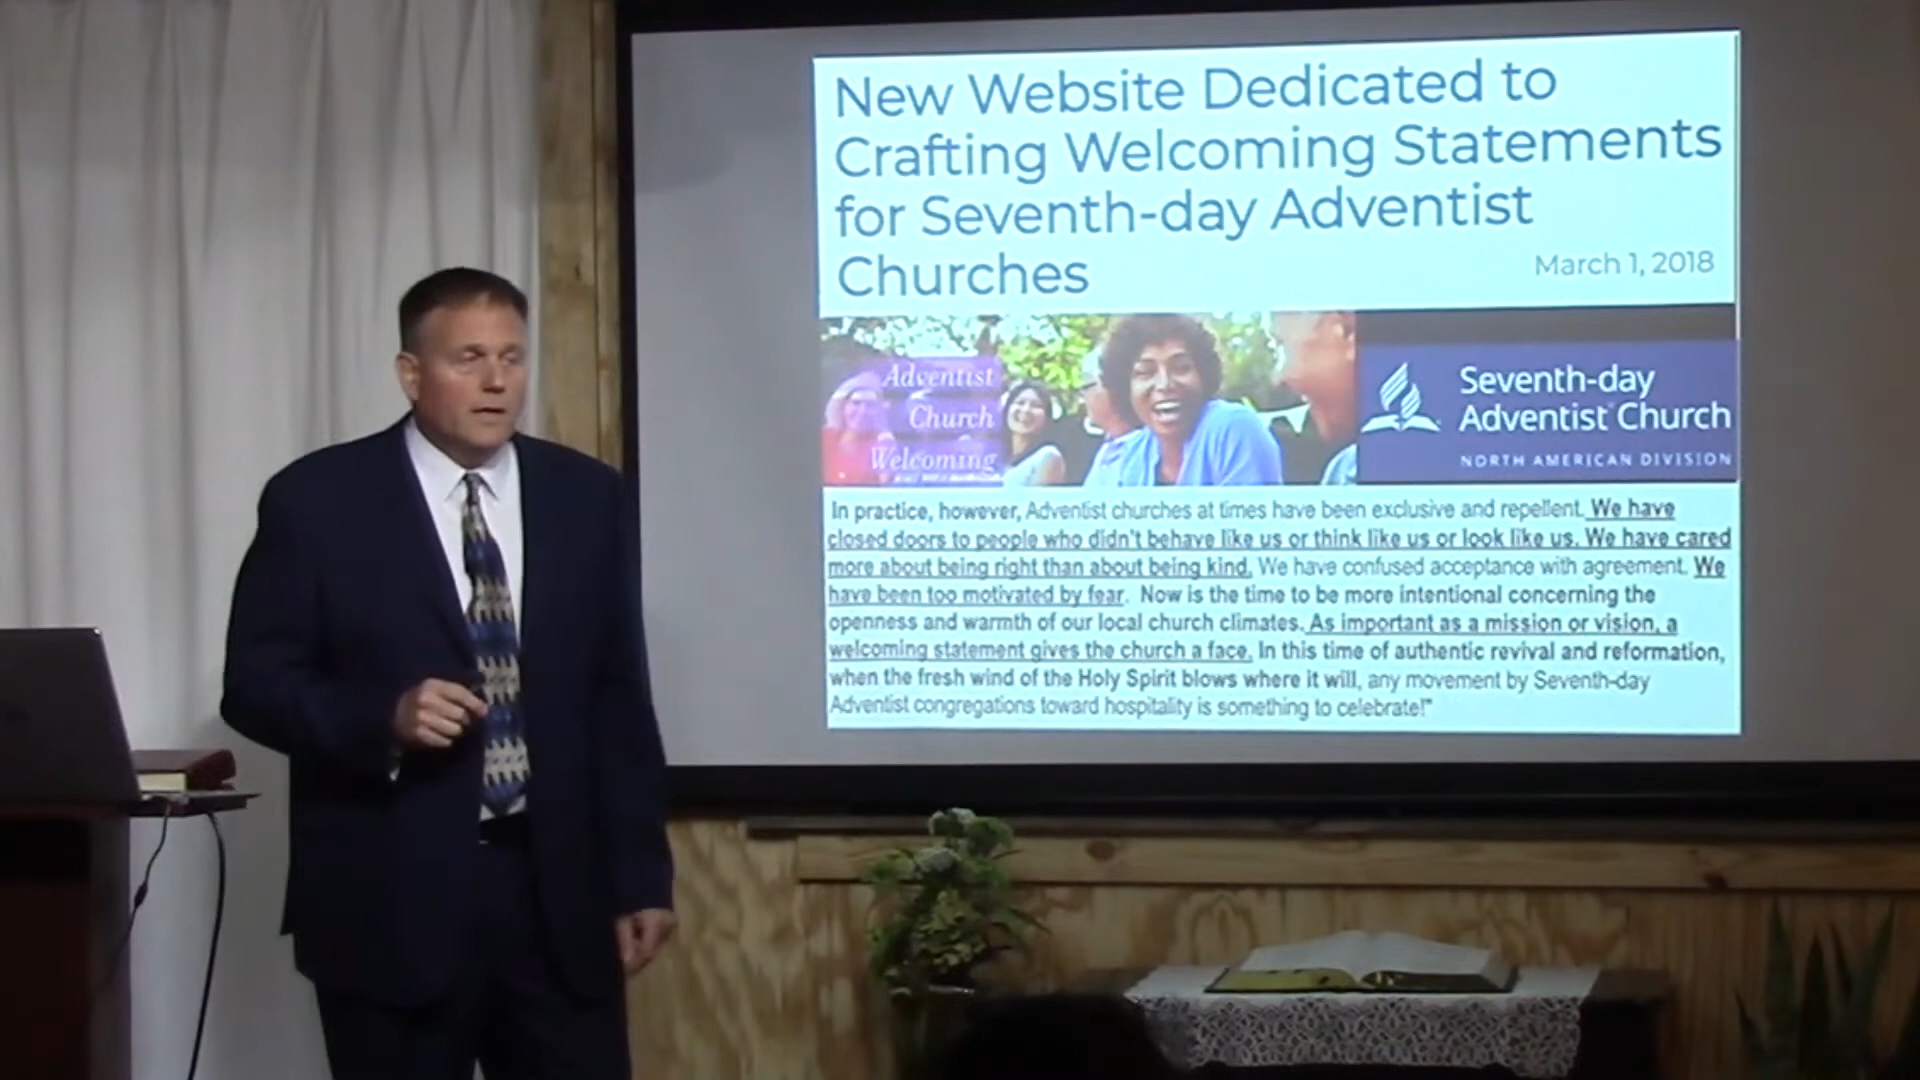 New Website Dedicated to
Crafting Welcoming Statements
for Seventh-day Adventist
Churches
March 1, 2018
Adventist
Church
Welcoming
Seventh-day
Adventist Church
NORTH AMERICAN DIVISION
In practice, however, Adventist churches at times have been exclusive and repellent. We have
closed doors to people who didn't behave like us or think like us or look like us. We have cared
more about being right than about being kind. We have confused acceptance with agreement. We
have been too motivated by fear. Now is the time to be more intentional concerning the
openness and warmth of our local church climates. As important as a mission or vision, a
welcoming statement gives the church a face. In this time of authentic revival and reformation,
when the fresh wind of the Holy Spirit blows where it will, any movement by Seventh-day
Adventist congregations toward hospitality is something to celebrate!"